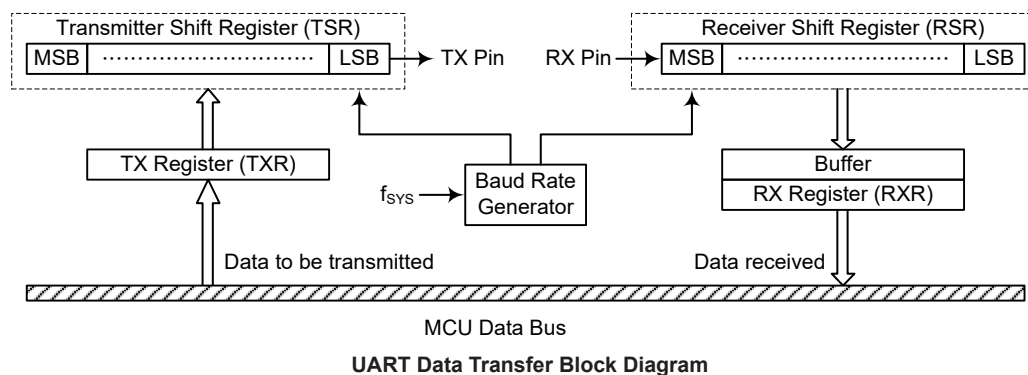 Transmitter Shift Register (TSR)
MSB ................................ LSB
TX Pin
Receiver Shift Register (RSR)
RX Pin
MSB ................................ LSB
TX Register (TXR)
Baud Rate
Generator
fSYS
Buffer
RX Register (RXR)
Data to be transmitted
Data received
MCU Data Bus
UART Data Transfer Block Diagram